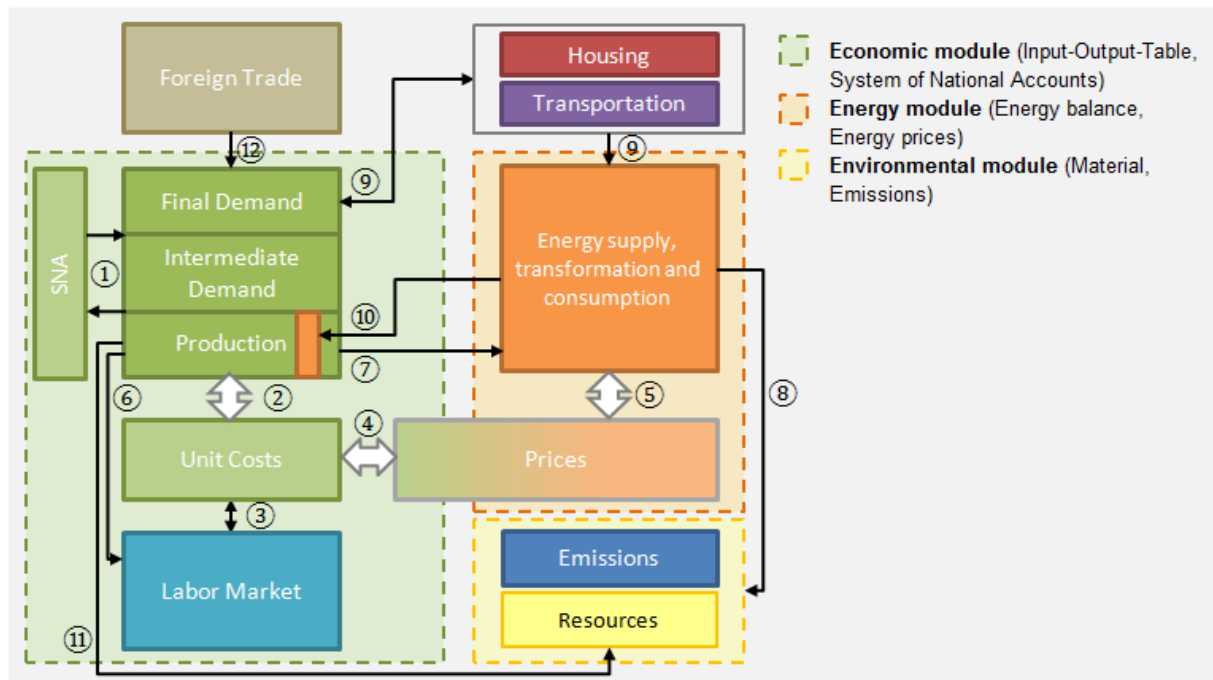 Foreign Trade
Housing
Transportation
Economic module (Input-Output-Table,
System of National Accounts)
Energy module (Energy balance,
Energy prices)
Environmental module (Material,
Emissions)
⑫
⑨
⑨
SNA
①
Final Demand
Intermediate
Demand
Production
⑩
⑦
Energy supply,
transformation and
consumption
⑥
②
④
⑤
⑧
Unit Costs
Prices
③
Labor Market
Emissions
Resources
⑪